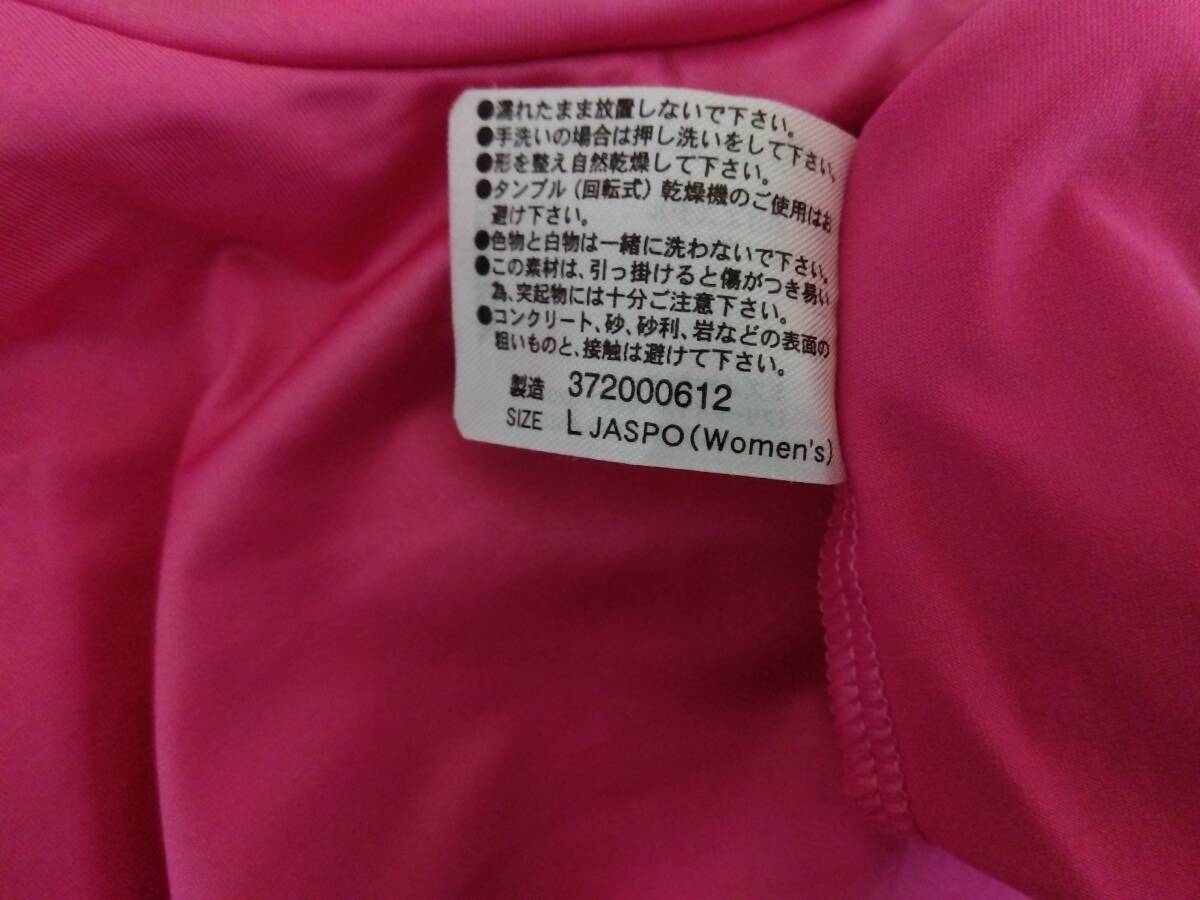 ●濡れたまま放置しないで下さい。
●手洗いの場合は押し洗いをして下さい。
●形を整え自然乾燥して下さい。
●タンブル(回転式)乾燥機のご使用はお
避け下さい。
●色物と白物は一緒に洗わないで下さい。
●この素材は、引っ掛けると傷がつき易い
為、突起物には十分ご注意下さい。
●コンクリート、砂、砂利、岩などの表面の
粗いものと、接触は避けて下さい。
製造 372000612
SIZE L JASPO(Women's)